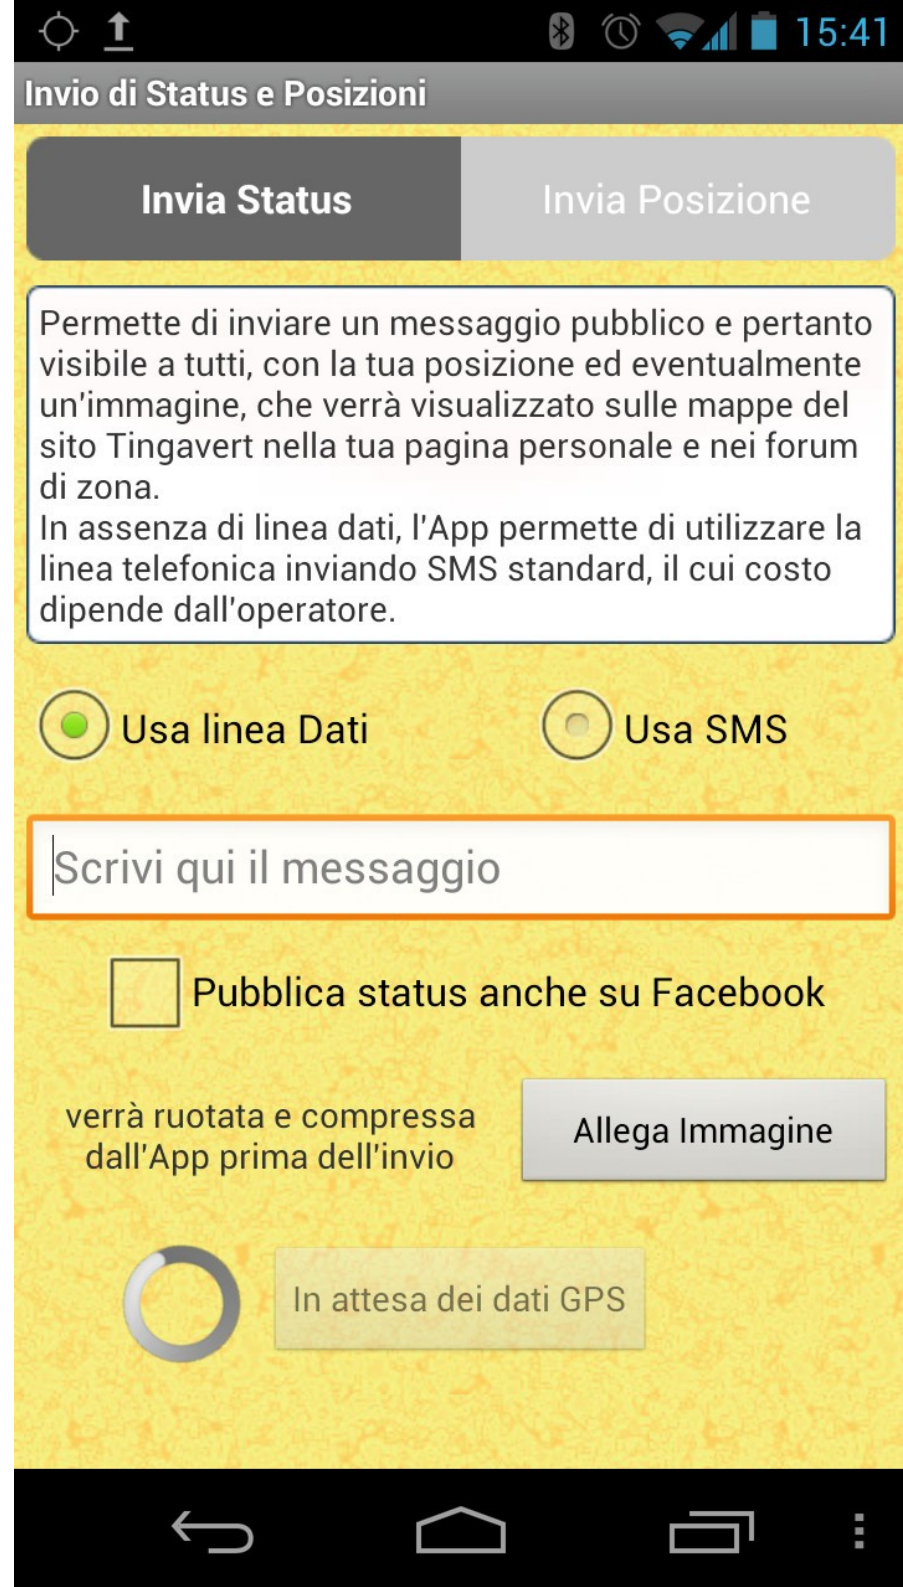 15:41
Invio di Status e Posizioni
Invia Status
Invia Posizione
Permette di inviare un messaggio pubblico e pertanto
visibile a tutti, con la tua posizione ed eventualmente
un'immagine, che verrà visualizzato sulle mappe del
sito Tingavert nella tua pagina personale e nei forum
di zona.
In assenza di linea dati, l'App permette di utilizzare la
linea telefonica inviando SMS standard, il cui costo
dipende dall'operatore.
Usa linea Dati
Usa SMS
Scrivi qui il messaggio
Pubblica status anche su Facebook
verrà ruotata e compressa
dall'App prima dell'invio
Allega Immagine
In attesa dei dati GPS